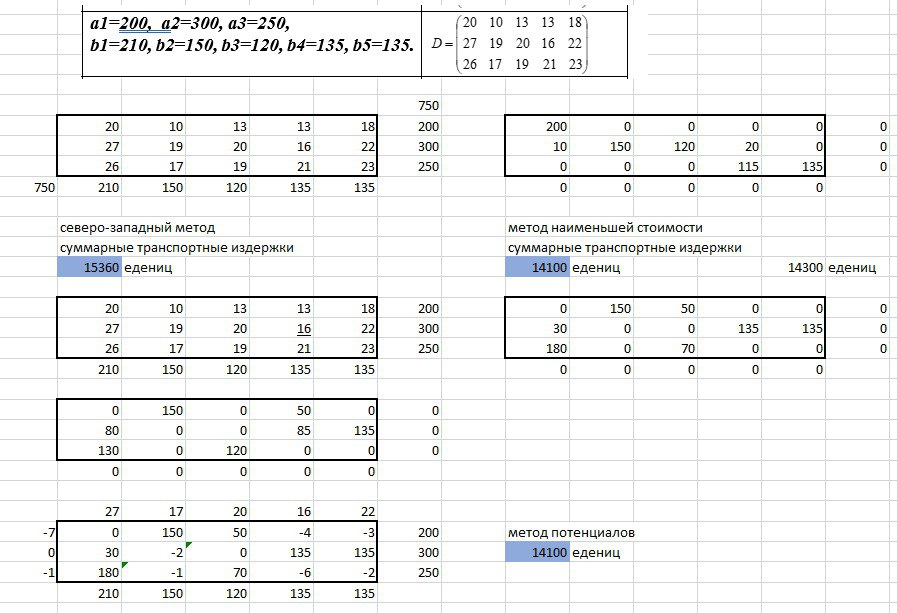 a1=200, a2=300, a3=250,
b1=210, b2=150, b3=120, b4=135, b5=135.
D = (20 10 13 13 18
27 19 20 16 22
26 17 19 21 23)
750
20 10 13 13 18 200 200 0 0 0 0 0
27 19 20 16 22 300 10 150 120 20 0 0
26 17 19 21 23 250 0 0 0 115 135 0
750 210 150 120 135 135 0 0 0 0 0
северо-западный метод метод наименьшей стоимости
суммарные транспортные издержки суммарные транспортные издержки
15360 едениц 14100 едениц 14300 едениц
20 10 13 13 18 200 0 150 50 0 0 0
27 19 20 16 22 300 30 0 0 135 135 0
26 17 19 21 23 250 180 0 70 0 0 0
210 150 120 135 135 0 0 0 0 0
0 150 0 50 0 0
80 0 0 85 135 0
130 0 120 0 0 0
0 0 0 0 0
27 17 20 16 22
-7 0 150 50 -4 -3 200 метод потенциалов
0 30 -2 0 135 135 300 14100 едениц
-1 180 -1 70 -6 -2 250
210 150 120 135 135